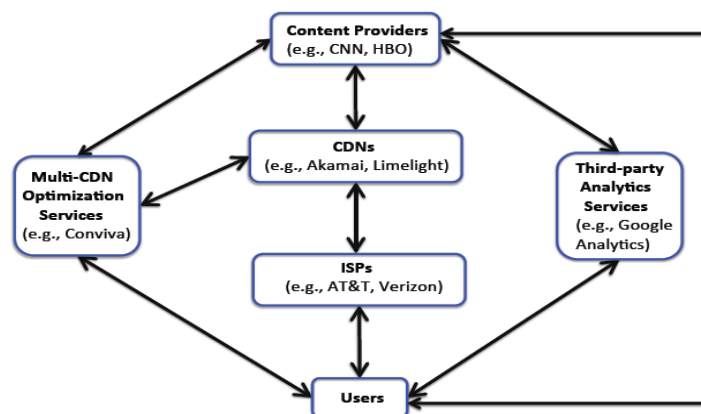 Content Providers
(e.g., CNN, HBO)
CDNs
(e.g., Akamai, Limelight)
Multi-CDN
Optimization
Services
(e.g., Conviva)
Third-party
Analytics
Services
(e.g., Google
Analytics)
ISPs
(e.g., AT&T, Verizon)
Users